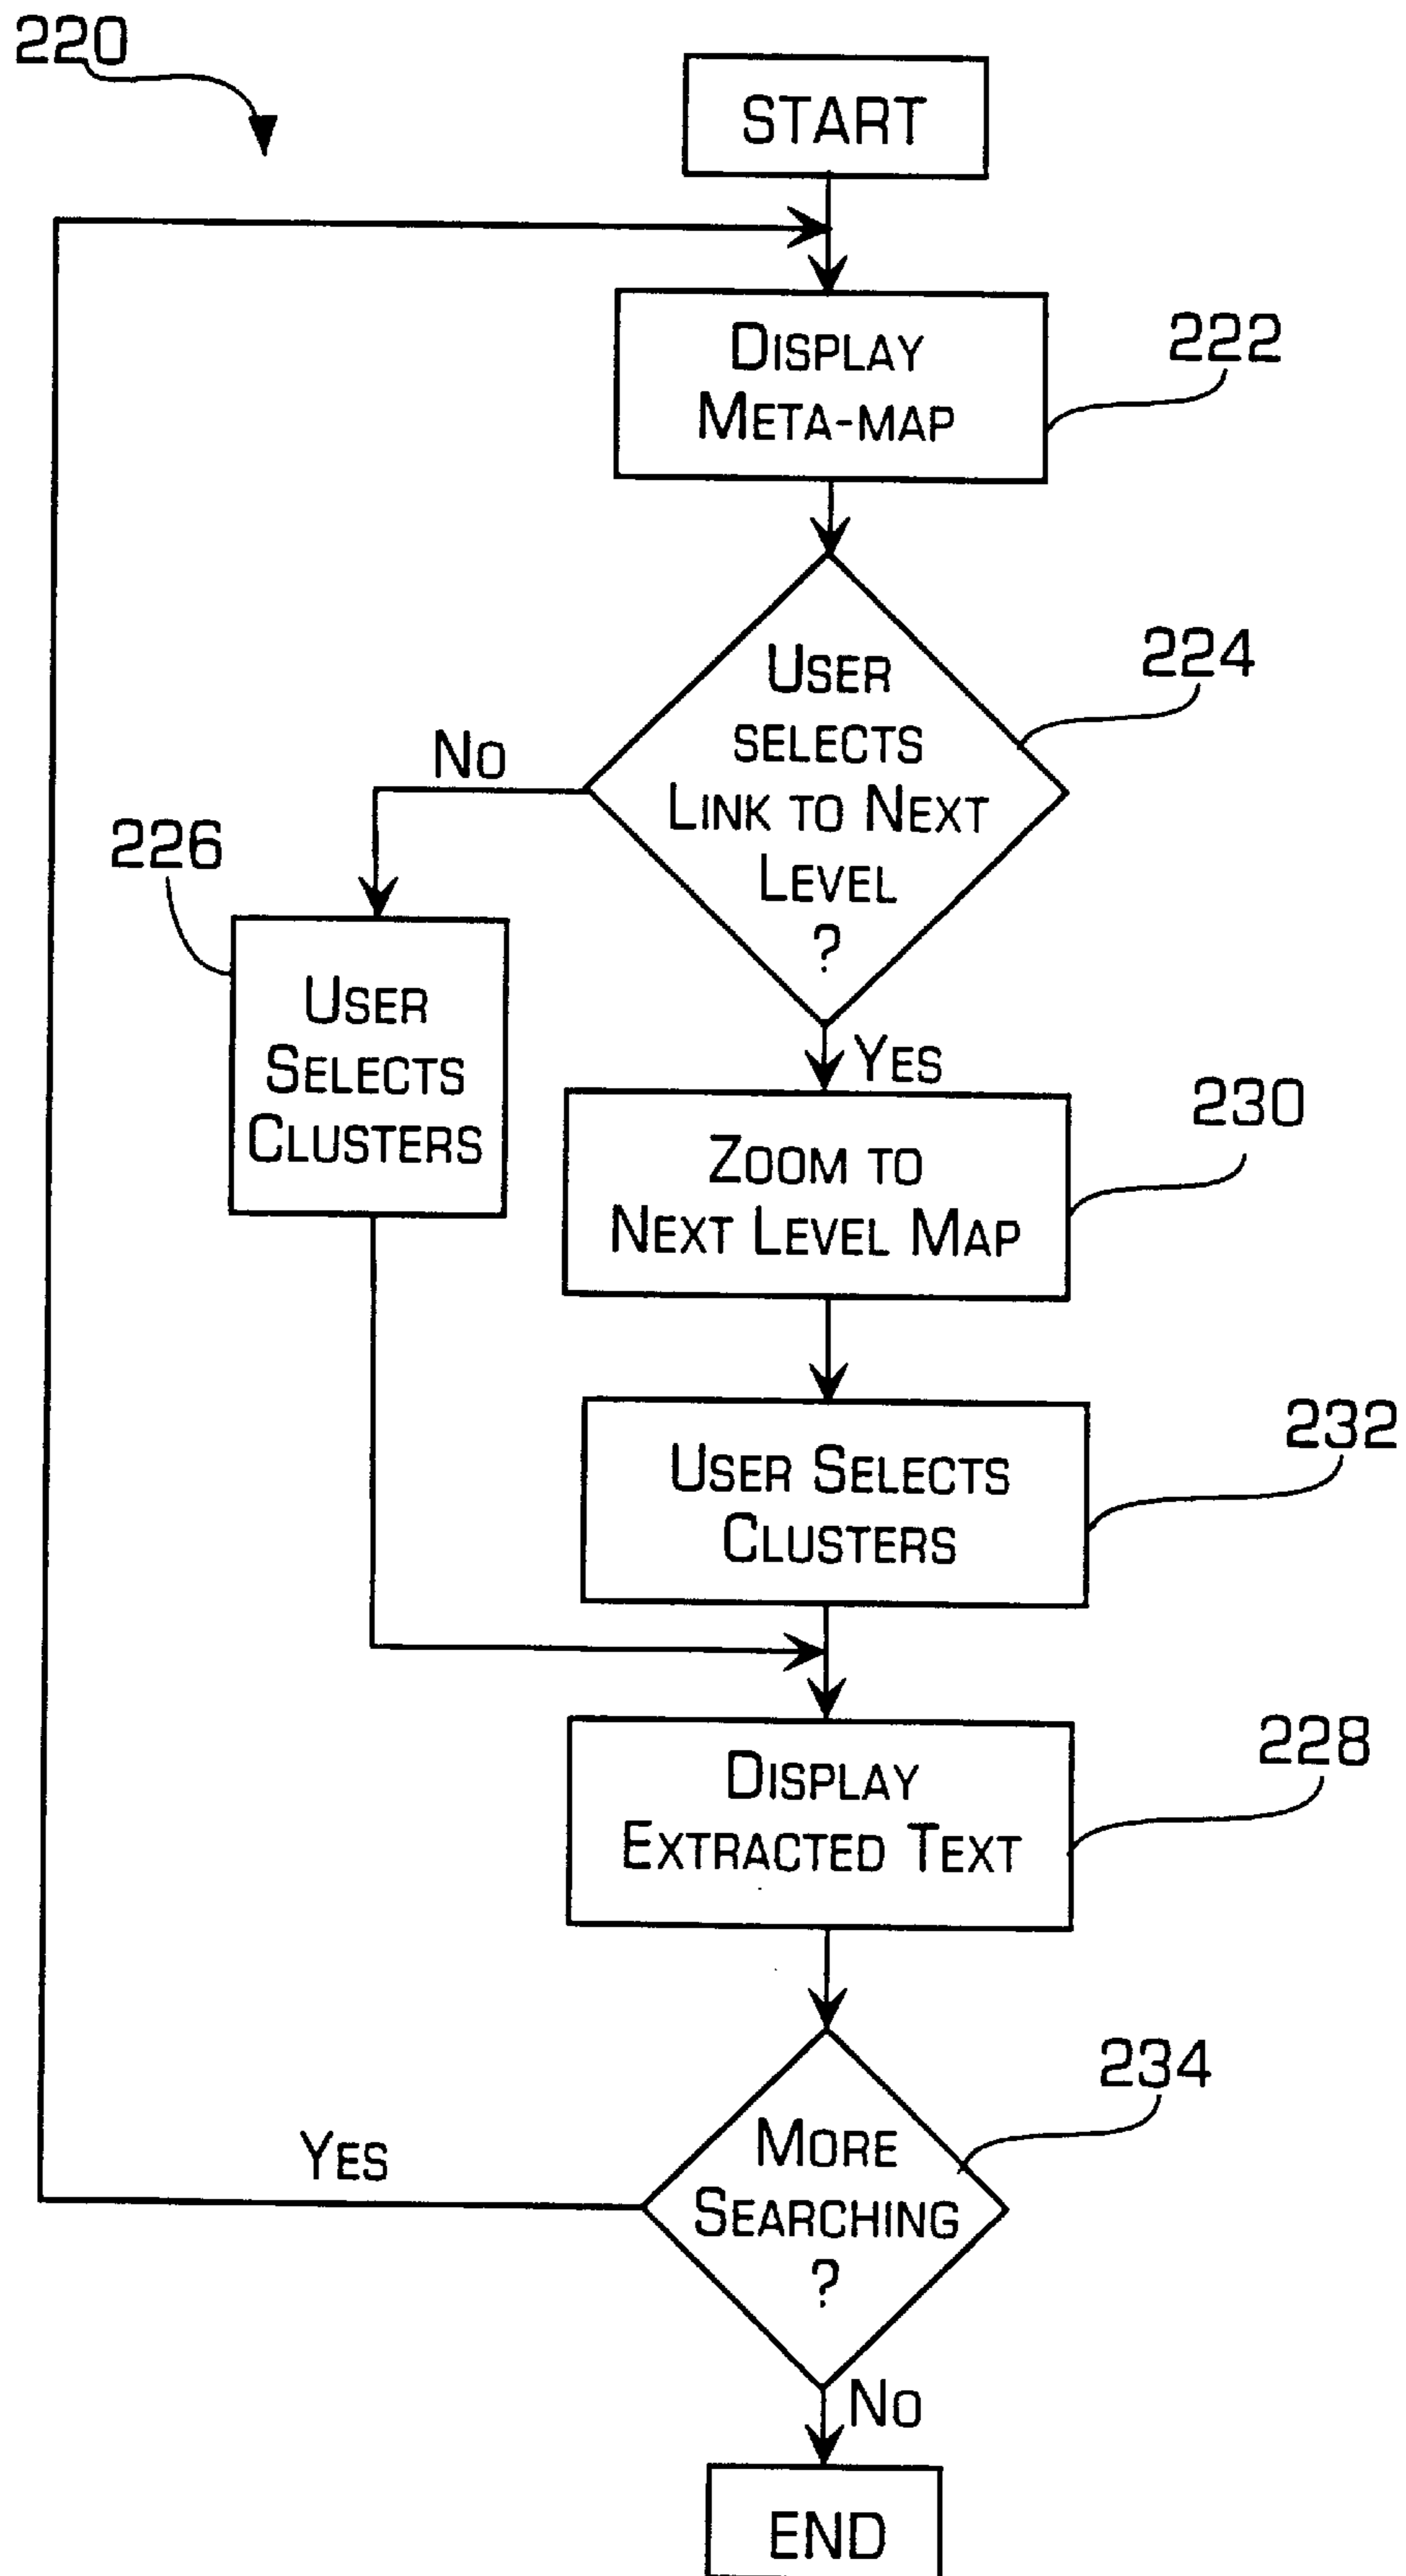 220
START
DISPLAY
META-MAP
222
USER
SELECTS
LINK TO NEXT
LEVEL
?
224
NO
226
USER
SELECTS
CLUSTERS
YES
ZOOM TO
NEXT LEVEL MAP
230
USER SELECTS
CLUSTERS
232
DISPLAY
EXTRACTED TEXT
228
MORE
SEARCHING
?
234
YES
NO
END